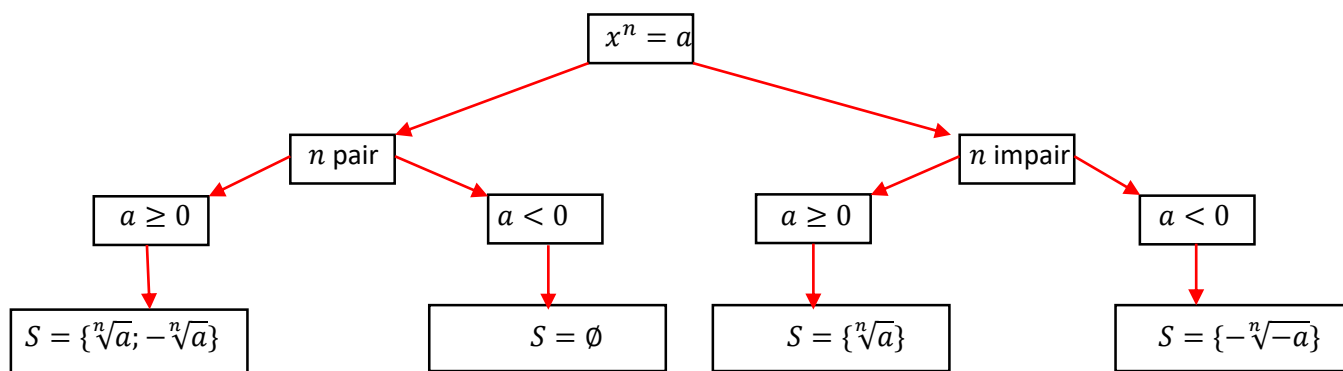 xⁿ = a
n pair
n impair
a ≥ 0
a < 0
a ≥ 0
a < 0
S = {ⁿ√a; −ⁿ√a}
S = ∅
S = {ⁿ√a}
S = {−ⁿ√−a}